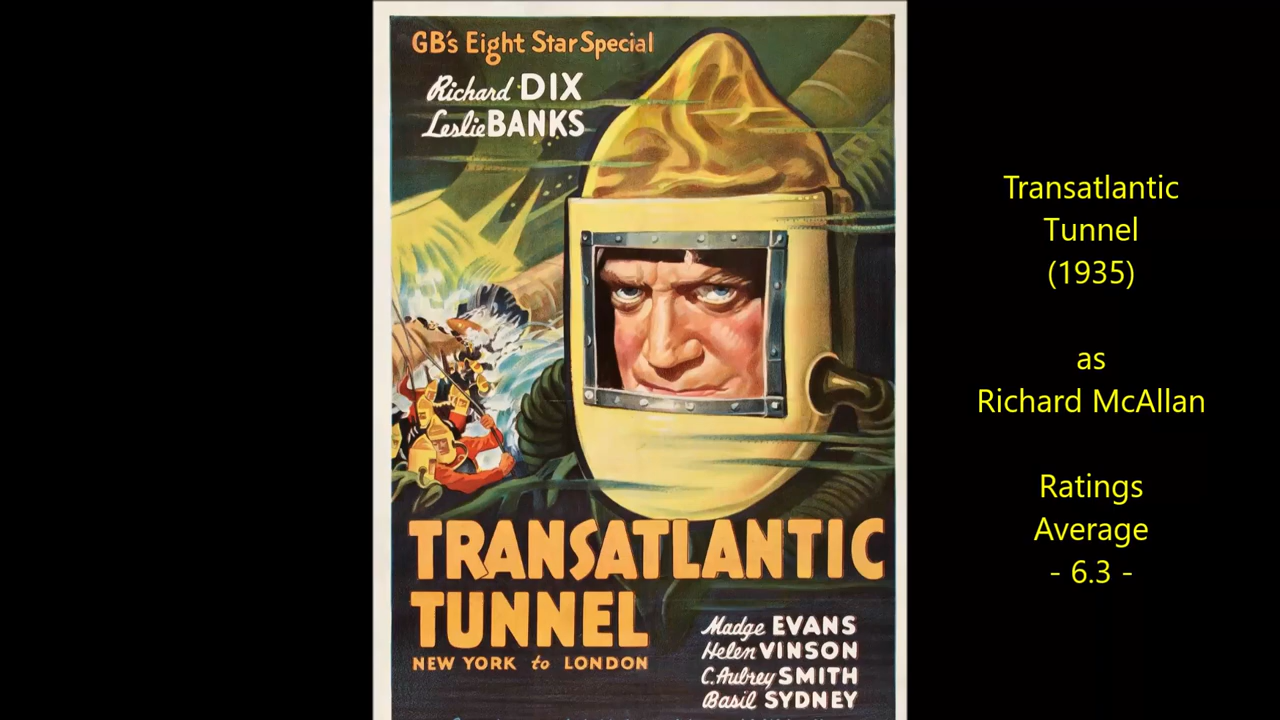 GB's Eight Star Special
Richard DIX
Leslie BANKS
TRANSATLANTIC
TUNNEL
NEW YORK to LONDON
Madge EVANS
Helen VINSON
C. Aubrey SMITH
Basil SYDNEY
Transatlantic
Tunnel
(1935)
as
Richard McAllan
Ratings
Average
- 6.3 -